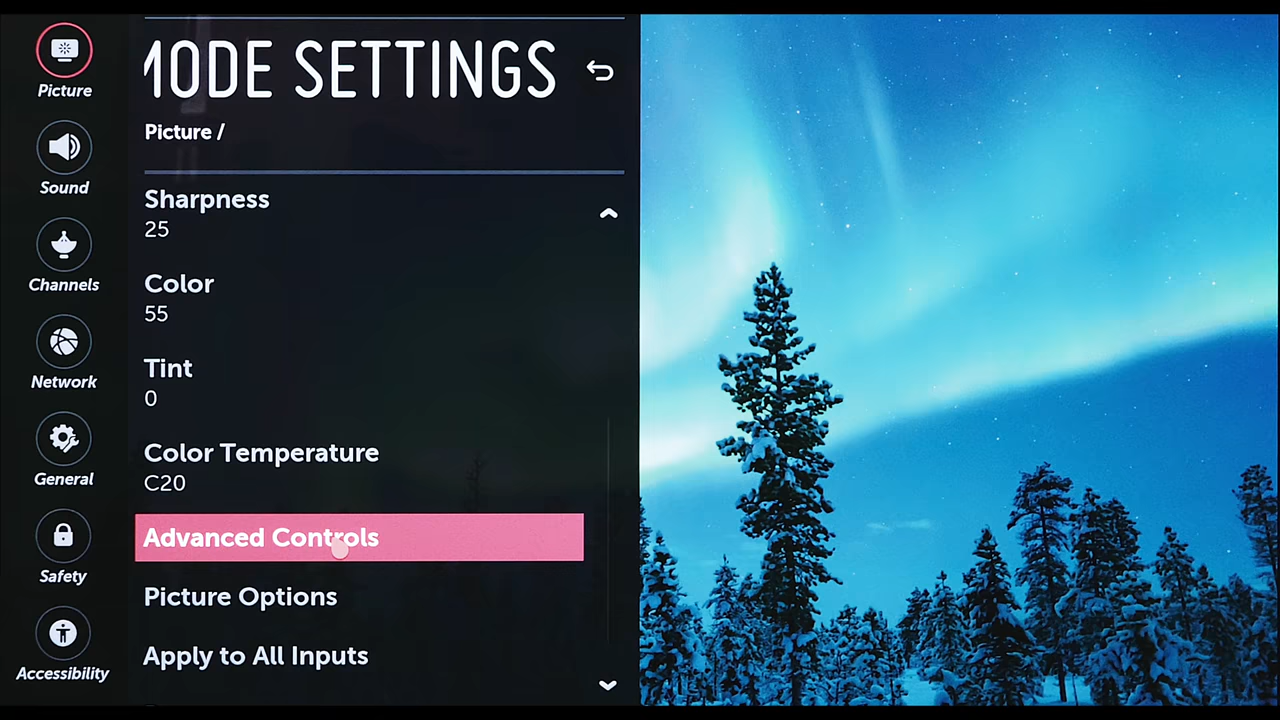 MODE SETTINGS
Picture /
Sharpness
25
Color
55
Tint
0
Color Temperature
C20
Advanced Controls
Picture Options
Apply to All Inputs
Picture
Sound
Channels
Network
General
Safety
Accessibility